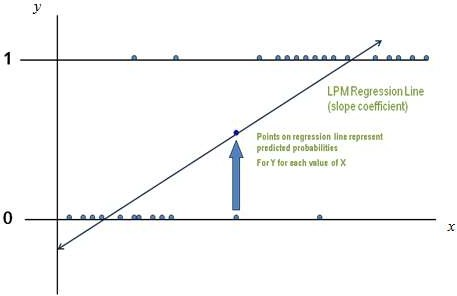 y
1
LPM Regression Line
(slope coefficient)
Points on regression line represent
predicted probabilities
For Y for each value of X
0
x